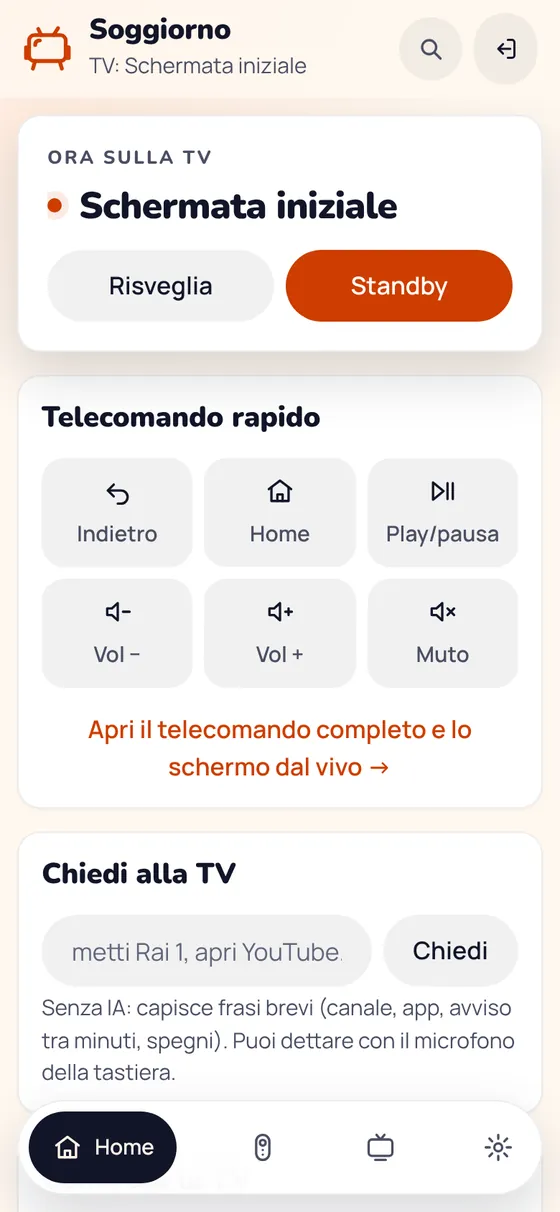 Soggiorno
TV: Schermata iniziale
ORA SULLA TV
Schermata iniziale
Risveglia
Standby
Telecomando rapido
Indietro
Home
Play/pausa
Vol −
Vol +
Muto
Apri il telecomando completo e lo
schermo dal vivo →
Chiedi alla TV
metti Rai 1, apri YouTube.
Chiedi
Senza IA: capisce frasi brevi (canale, app, avviso
tra minuti, spegni). Puoi dettare con il microfono
della tastiera.
Home